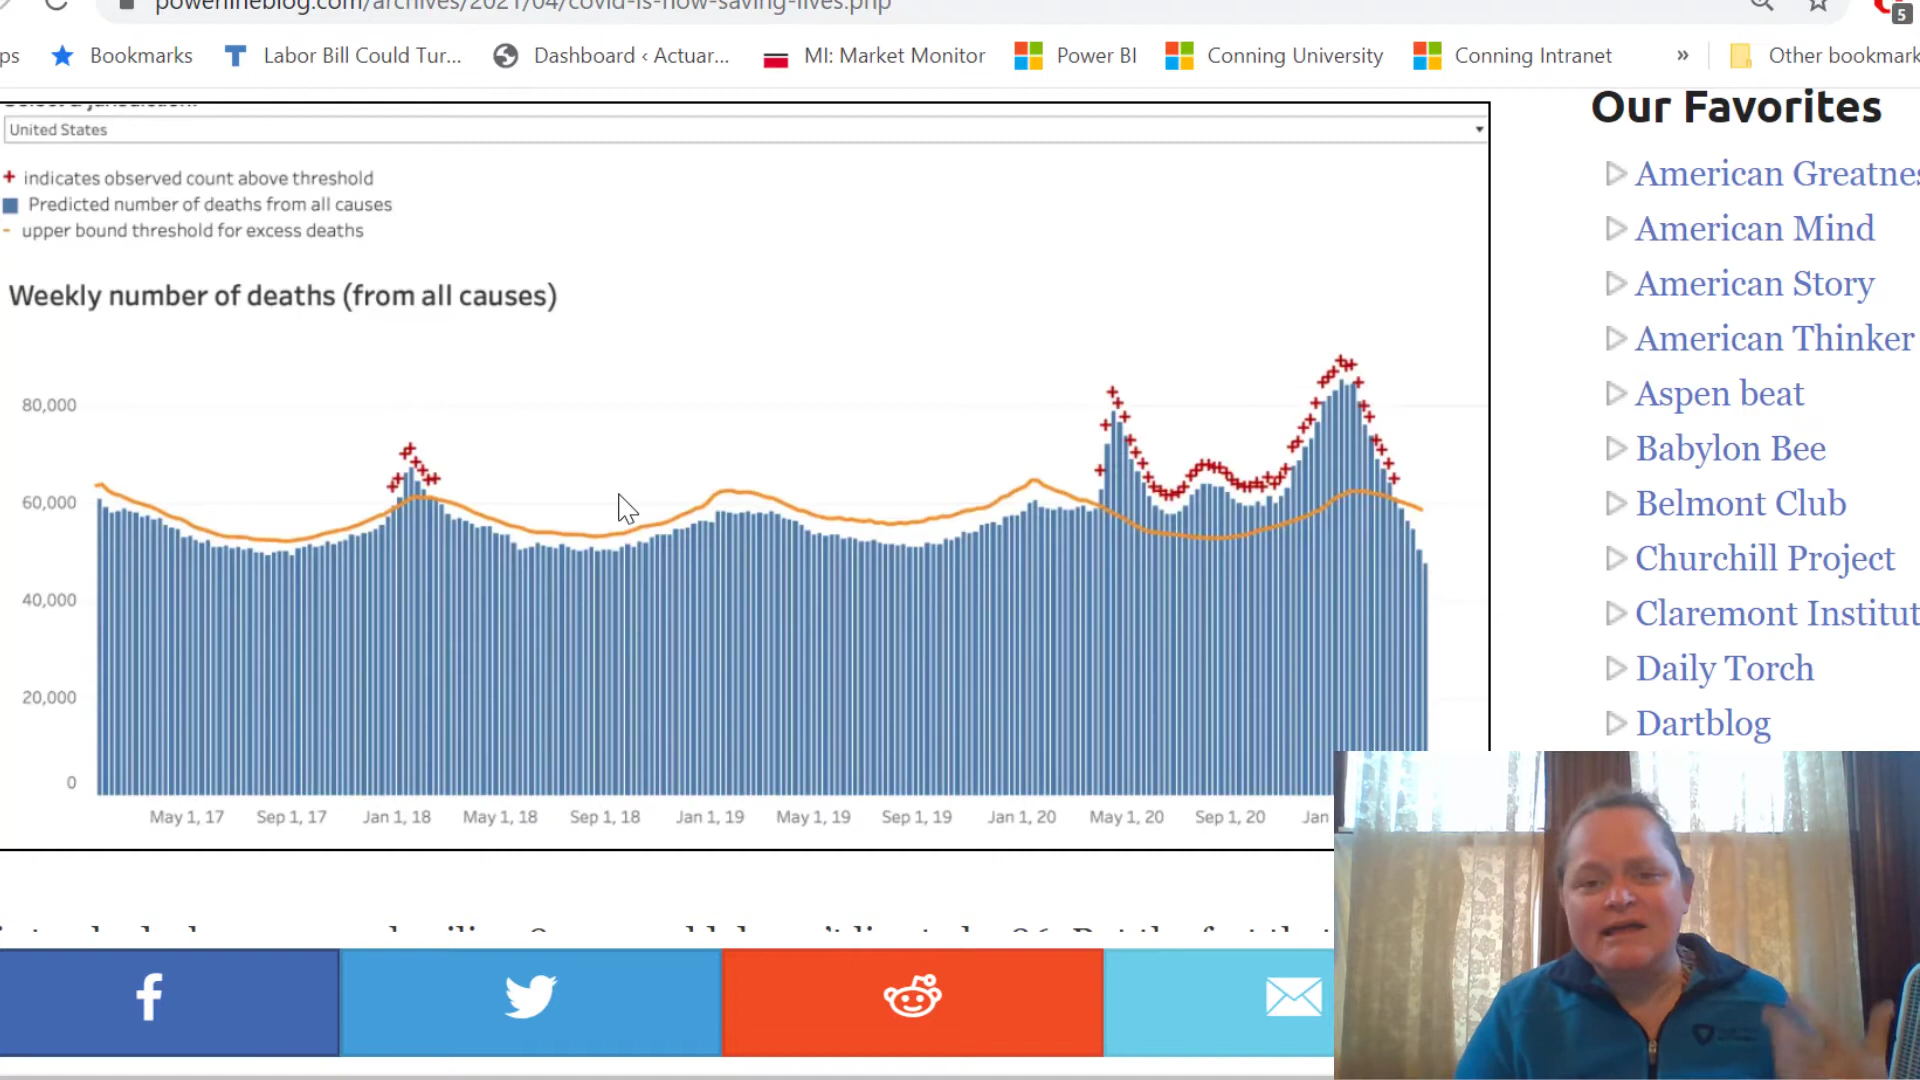 powerlineblog.com/archives/2021/04/covid-is-now-saving-lives.php
5
ps Bookmarks Labor Bill Could Tur... Dashboard ‹ Actuar... MI: Market Monitor Power BI Conning University Conning Intranet » Other bookmark
United States
indicates observed count above threshold
Predicted number of deaths from all causes
upper bound threshold for excess deaths
Weekly number of deaths (from all causes)
80,000
60,000
40,000
20,000
0
May 1, 17 Sep 1, 17 Jan 1, 18 May 1, 18 Sep 1, 18 Jan 1, 19 May 1, 19 Sep 1, 19 Jan 1, 20 May 1, 20 Sep 1, 20 Jan
Our Favorites
American Greatnes
American Mind
American Story
American Thinker
Aspen beat
Babylon Bee
Belmont Club
Churchill Project
Claremont Institut
Daily Torch
Dartblog